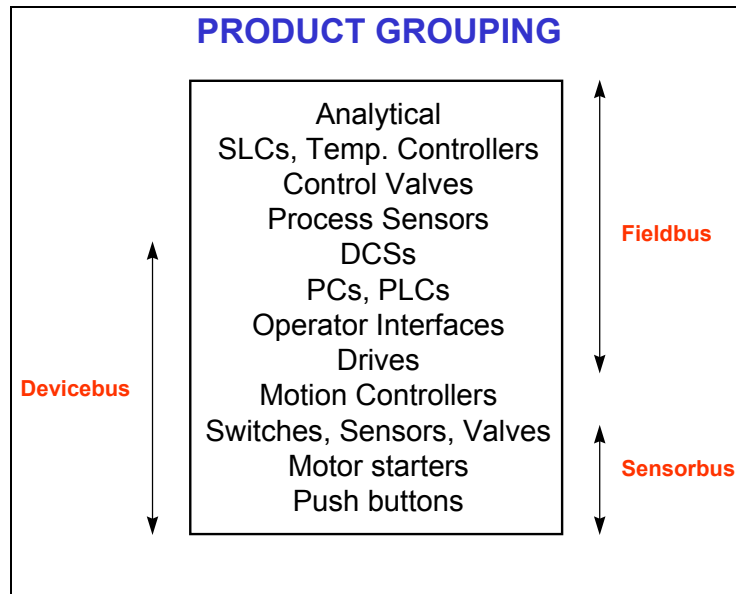 PRODUCT GROUPING
Analytical
SLCs, Temp. Controllers
Control Valves
Process Sensors
DCSs
PCs, PLCs
Operator Interfaces
Drives
Motion Controllers
Switches, Sensors, Valves
Motor starters
Push buttons
Devicebus
Fieldbus
Sensorbus